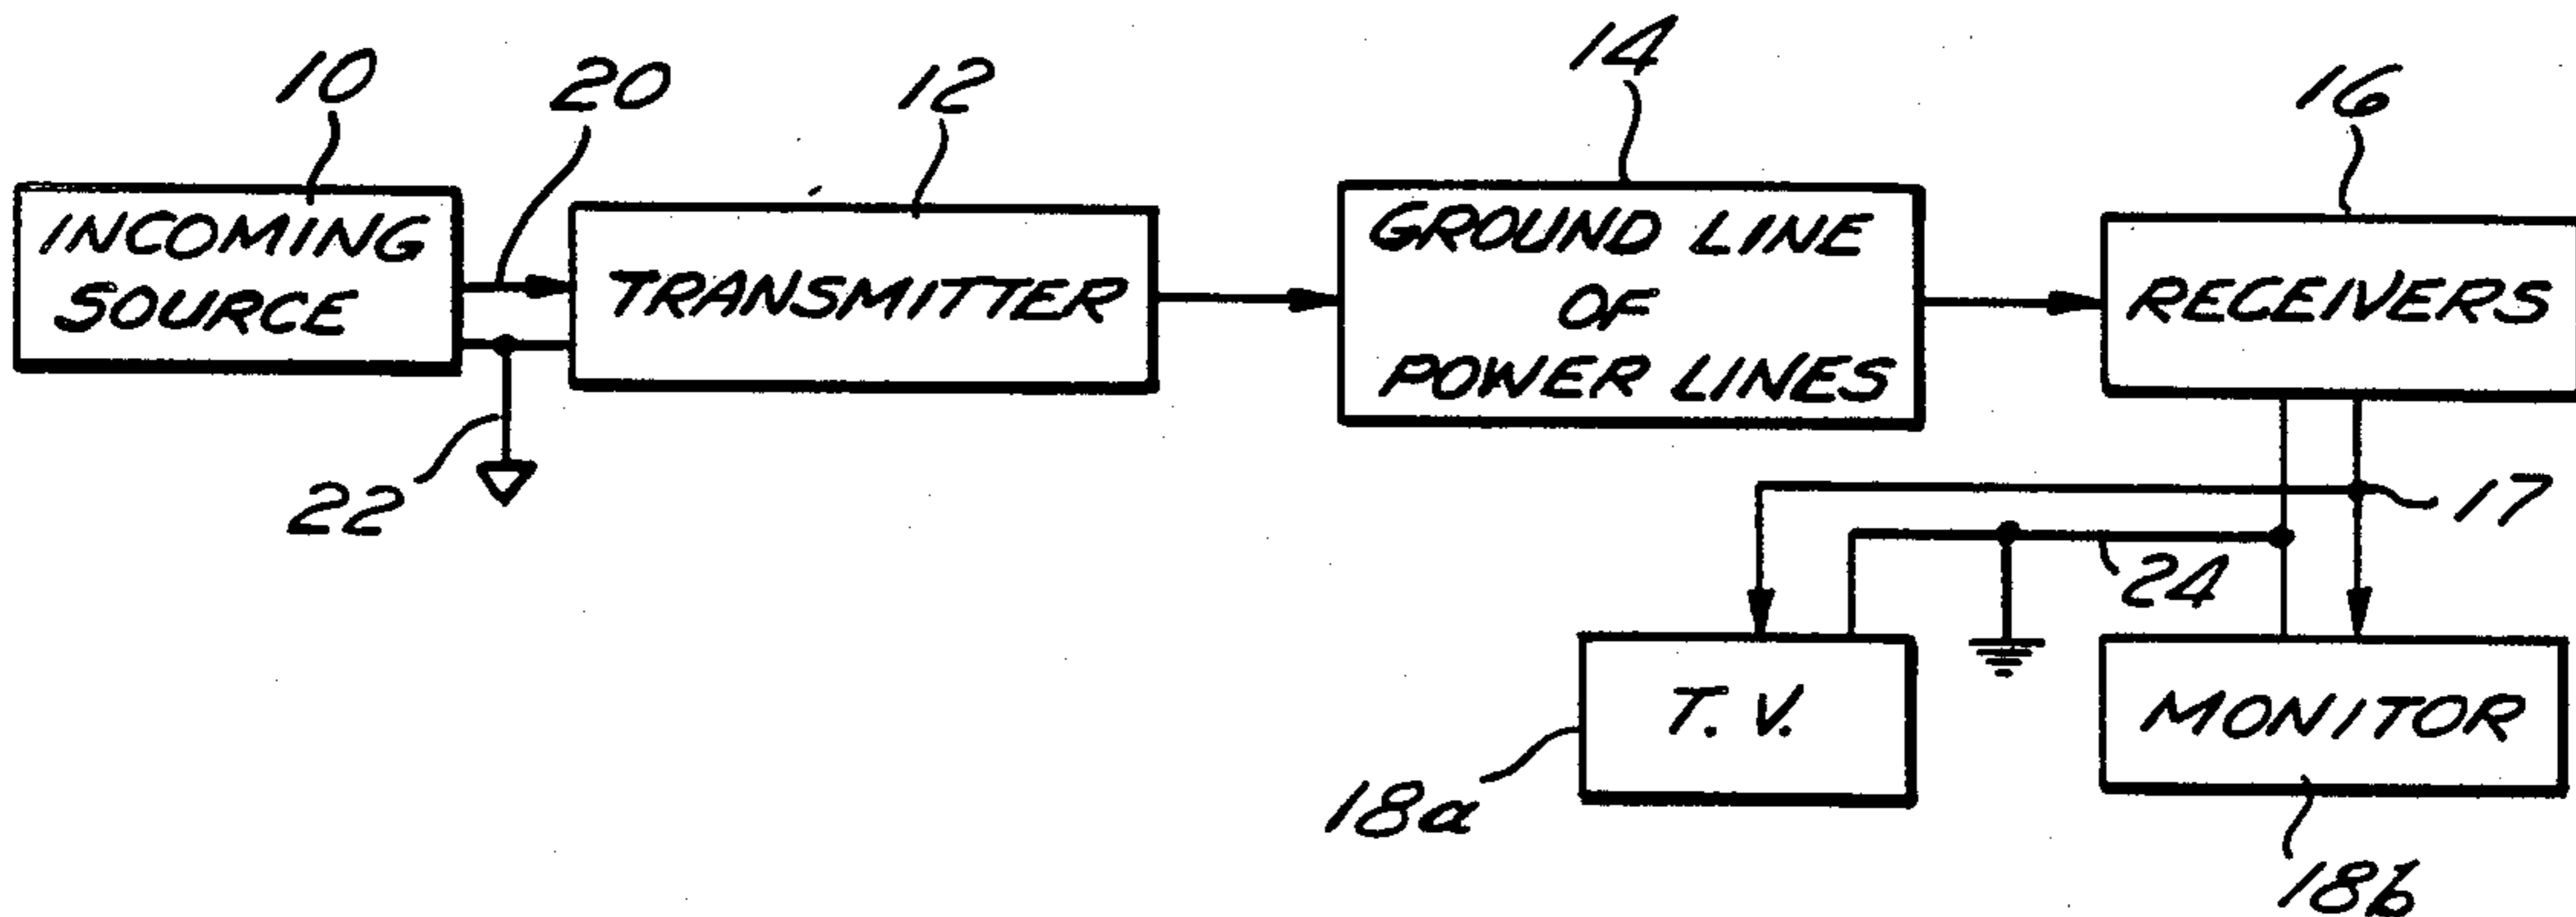 10
20
12
14
16
INCOMING
SOURCE
TRANSMITTER
GROUND LINE
OF
POWER LINES
RECEIVERS
22
17
24
T. V.
MONITOR
18a
18b